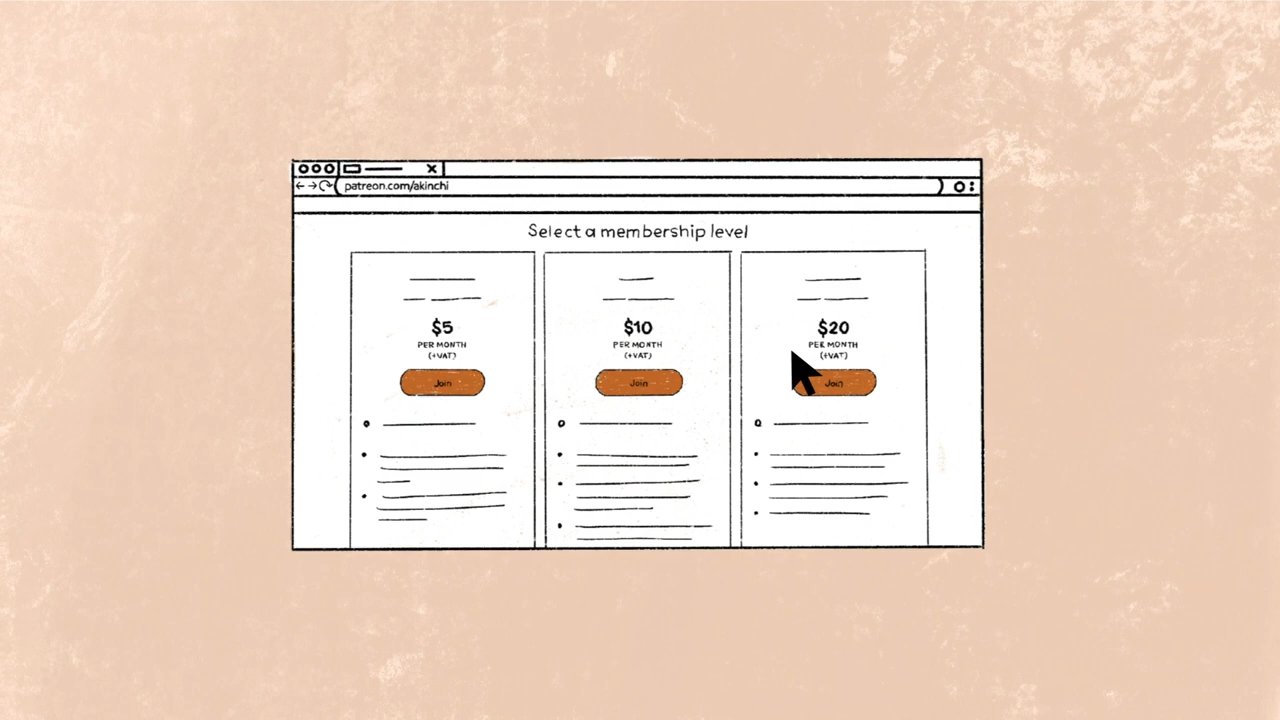 patreon.com/akinchi
Select a membership level
$5
PER MONTH
(+VAT)
Join
$10
PER MONTH
(+VAT)
Join
$20
PER MONTH
(+VAT)
Join